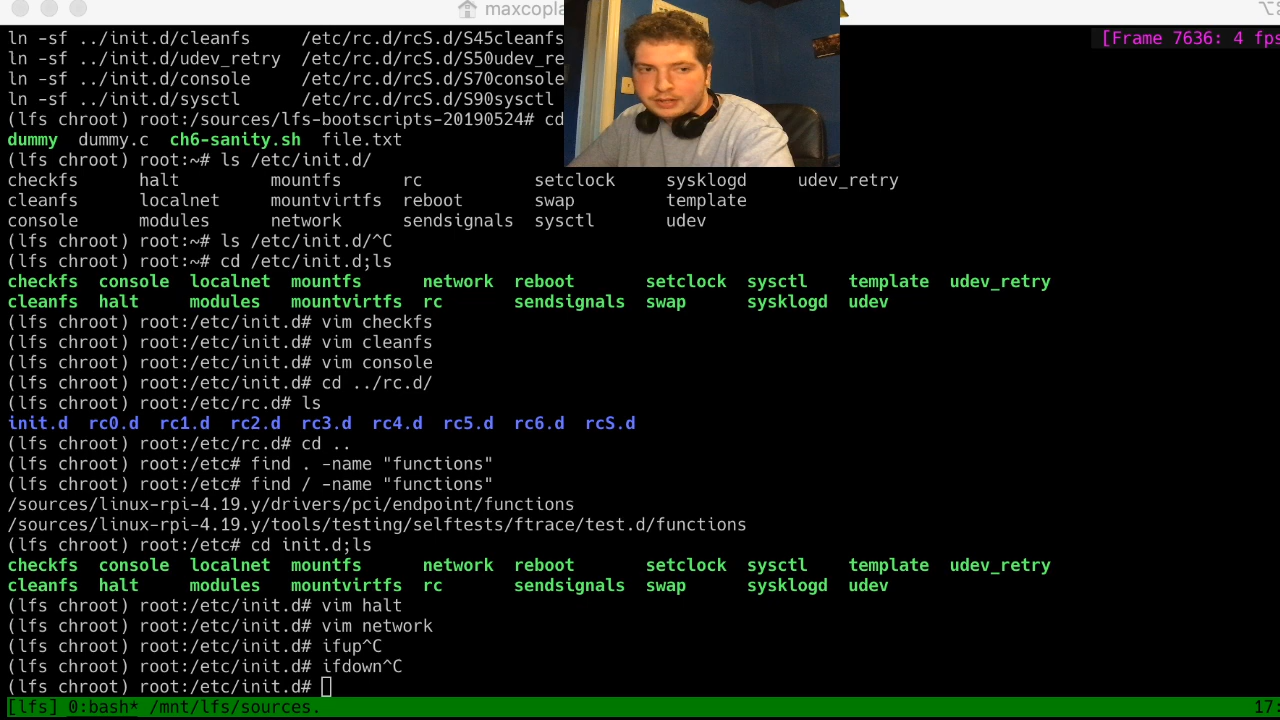 maxcopla
ln -sf ../init.d/cleanfs /etc/rc.d/rcS.d/S45cleanfs
[Frame 7636: 4 fps
ln -sf ../init.d/udev_retry /etc/rc.d/rcS.d/S50udev_re
ln -sf ../init.d/console /etc/rc.d/rcS.d/S70console
ln -sf ../init.d/sysctl /etc/rc.d/rcS.d/S90sysctl
(lfs chroot) root:/sources/lfs-bootscripts-20190524# cd
dummy dummy.c ch6-sanity.sh file.txt
(lfs chroot) root:~# ls /etc/init.d/
checkfs halt mountfs rc setclock sysklogd udev_retry
cleanfs localnet mountvirtfs reboot swap template
console modules network sendsignals sysctl udev
(lfs chroot) root:~# ls /etc/init.d/^C
(lfs chroot) root:~# cd /etc/init.d;ls
checkfs console localnet mountfs network reboot setclock sysctl template udev_retry
cleanfs halt modules mountvirtfs rc sendsignals swap sysklogd udev
(lfs chroot) root:/etc/init.d# vim checkfs
(lfs chroot) root:/etc/init.d# vim cleanfs
(lfs chroot) root:/etc/init.d# vim console
(lfs chroot) root:/etc/init.d# cd ../rc.d/
(lfs chroot) root:/etc/rc.d# ls
init.d rc0.d rc1.d rc2.d rc3.d rc4.d rc5.d rc6.d rcS.d
(lfs chroot) root:/etc/rc.d# cd ..
(lfs chroot) root:/etc# find . -name "functions"
(lfs chroot) root:/etc# find / -name "functions"
/sources/linux-rpi-4.19.y/drivers/pci/endpoint/functions
/sources/linux-rpi-4.19.y/tools/testing/selftests/ftrace/test.d/functions
(lfs chroot) root:/etc# cd init.d;ls
checkfs console localnet mountfs network reboot setclock sysctl template udev_retry
cleanfs halt modules mountvirtfs rc sendsignals swap sysklogd udev
(lfs chroot) root:/etc/init.d# vim halt
(lfs chroot) root:/etc/init.d# vim network
(lfs chroot) root:/etc/init.d# ifup^C
(lfs chroot) root:/etc/init.d# ifdown^C
(lfs chroot) root:/etc/init.d#
[lfs] 0:bash* /mnt/lfs/sources. 17: